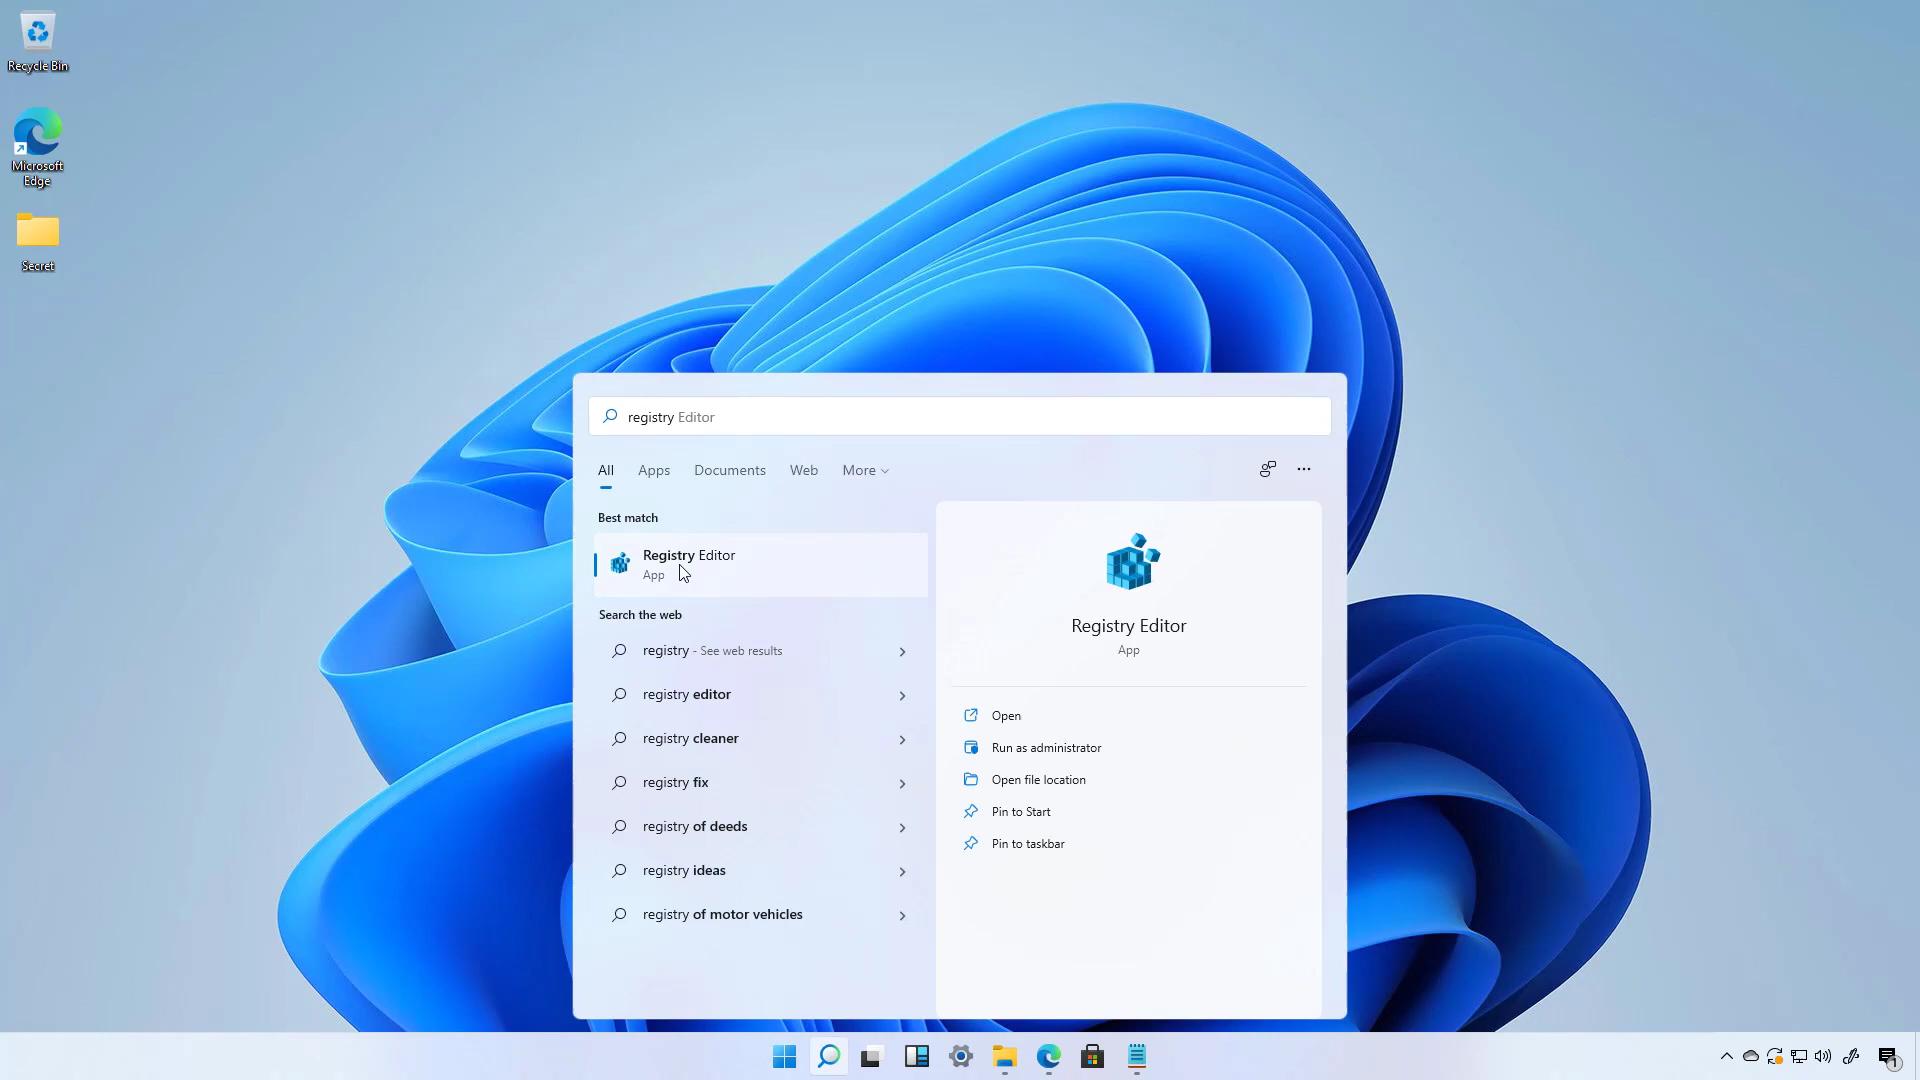 Recycle Bin
Microsoft
Edge
Secret
registry Editor
All Apps Documents Web More
Best match
Registry Editor
App
Search the web
registry - See web results
registry editor
registry cleaner
registry fix
registry of deeds
registry ideas
registry of motor vehicles
Registry Editor
App
Open
Run as administrator
Open file location
Pin to Start
Pin to taskbar
1